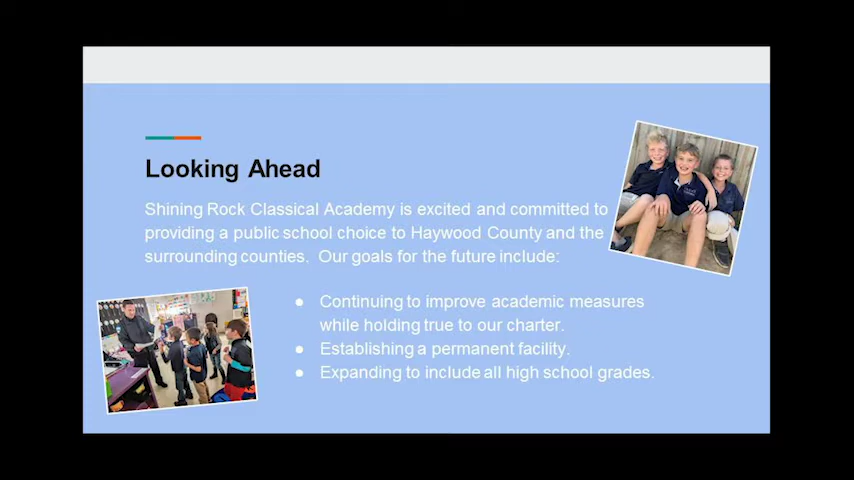 Looking Ahead
Shining Rock Classical Academy is excited and committed to
providing a public school choice to Haywood County and the
surrounding counties. Our goals for the future include:
● Continuing to improve academic measures
while holding true to our charter.
● Establishing a permanent facility.
● Expanding to include all high school grades.